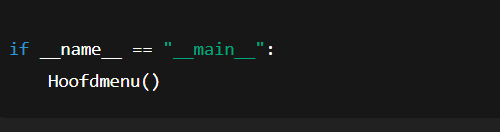 if __name__ == "__main__":
    Hoofdmenu()